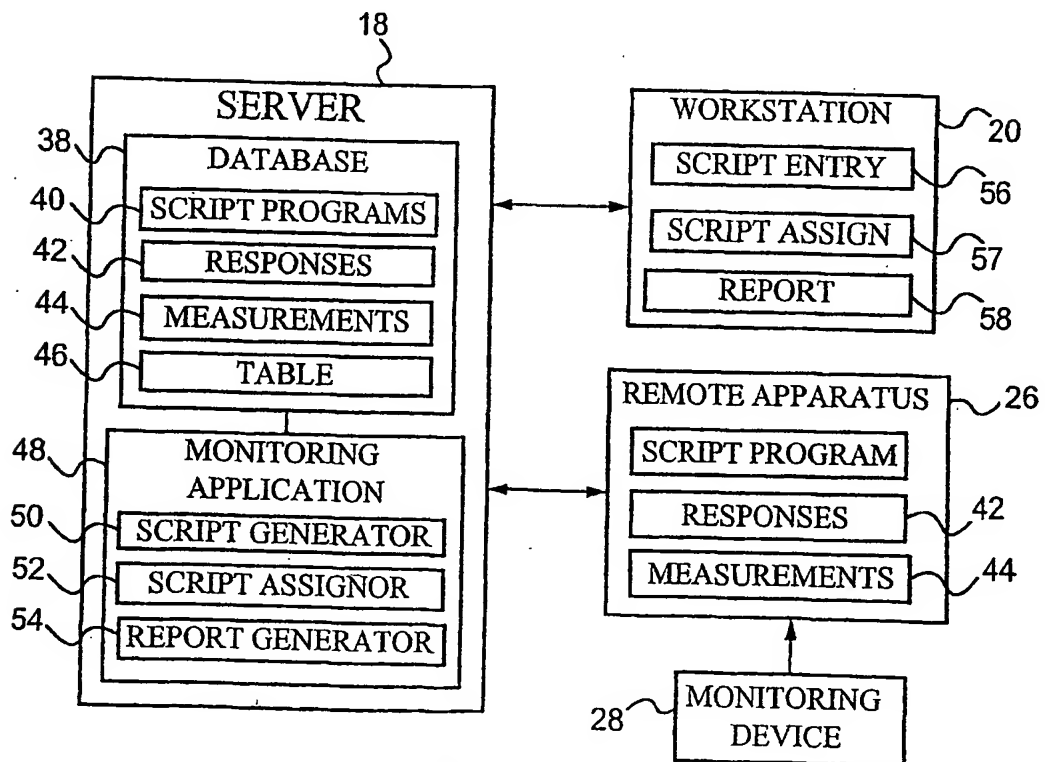 18
SERVER
38
DATABASE
40
SCRIPT PROGRAMS
42
RESPONSES
44
MEASUREMENTS
46
TABLE
48
MONITORING
APPLICATION
50
SCRIPT GENERATOR
52
SCRIPT ASSIGNOR
54
REPORT GENERATOR
WORKSTATION
20
SCRIPT ENTRY
56
SCRIPT ASSIGN
57
REPORT
58
REMOTE APPARATUS
26
SCRIPT PROGRAM
RESPONSES
42
MEASUREMENTS
44
28
MONITORING
DEVICE